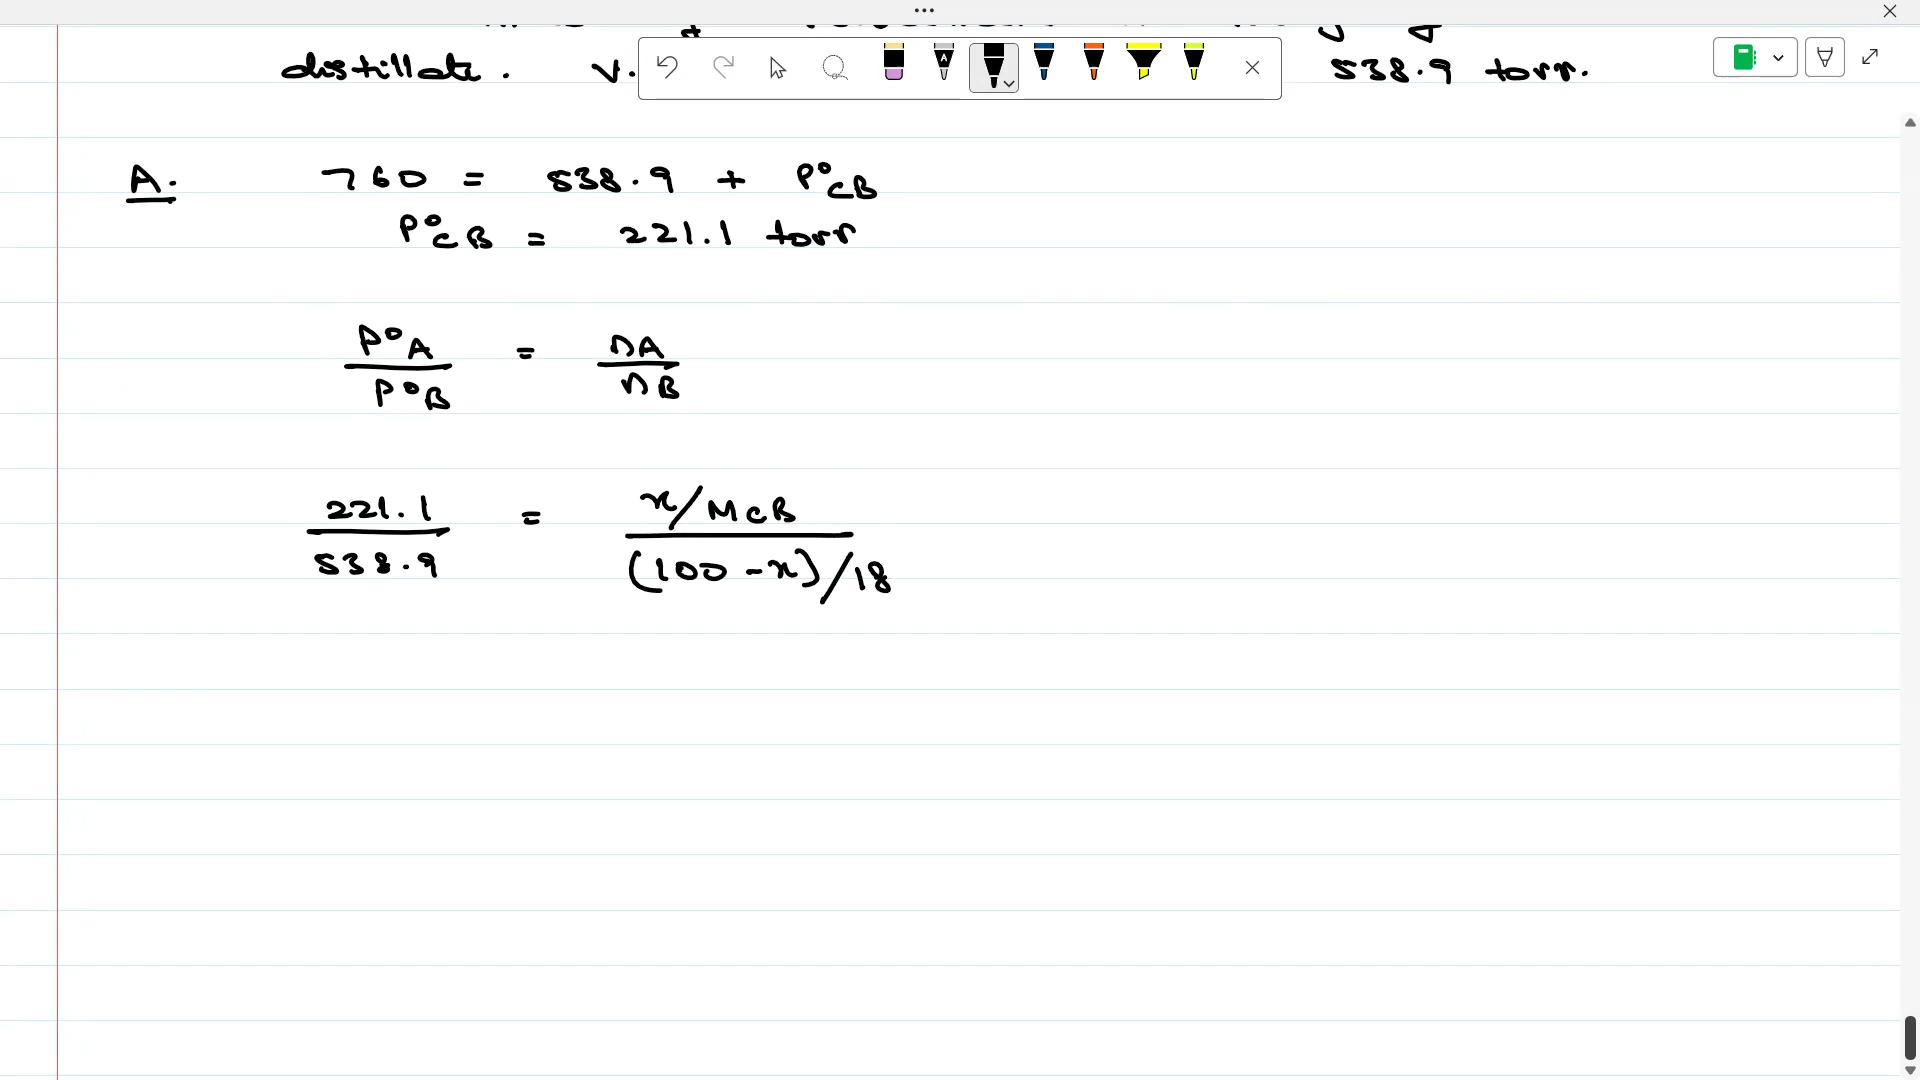 distillate. v. 538.9 torr.
A. 760 = 538.9 + P°CB
P°CB = 221.1 torr
P°A / P°B = nA / nB
221.1 / 538.9 = x/MCB / (100 - x)/18